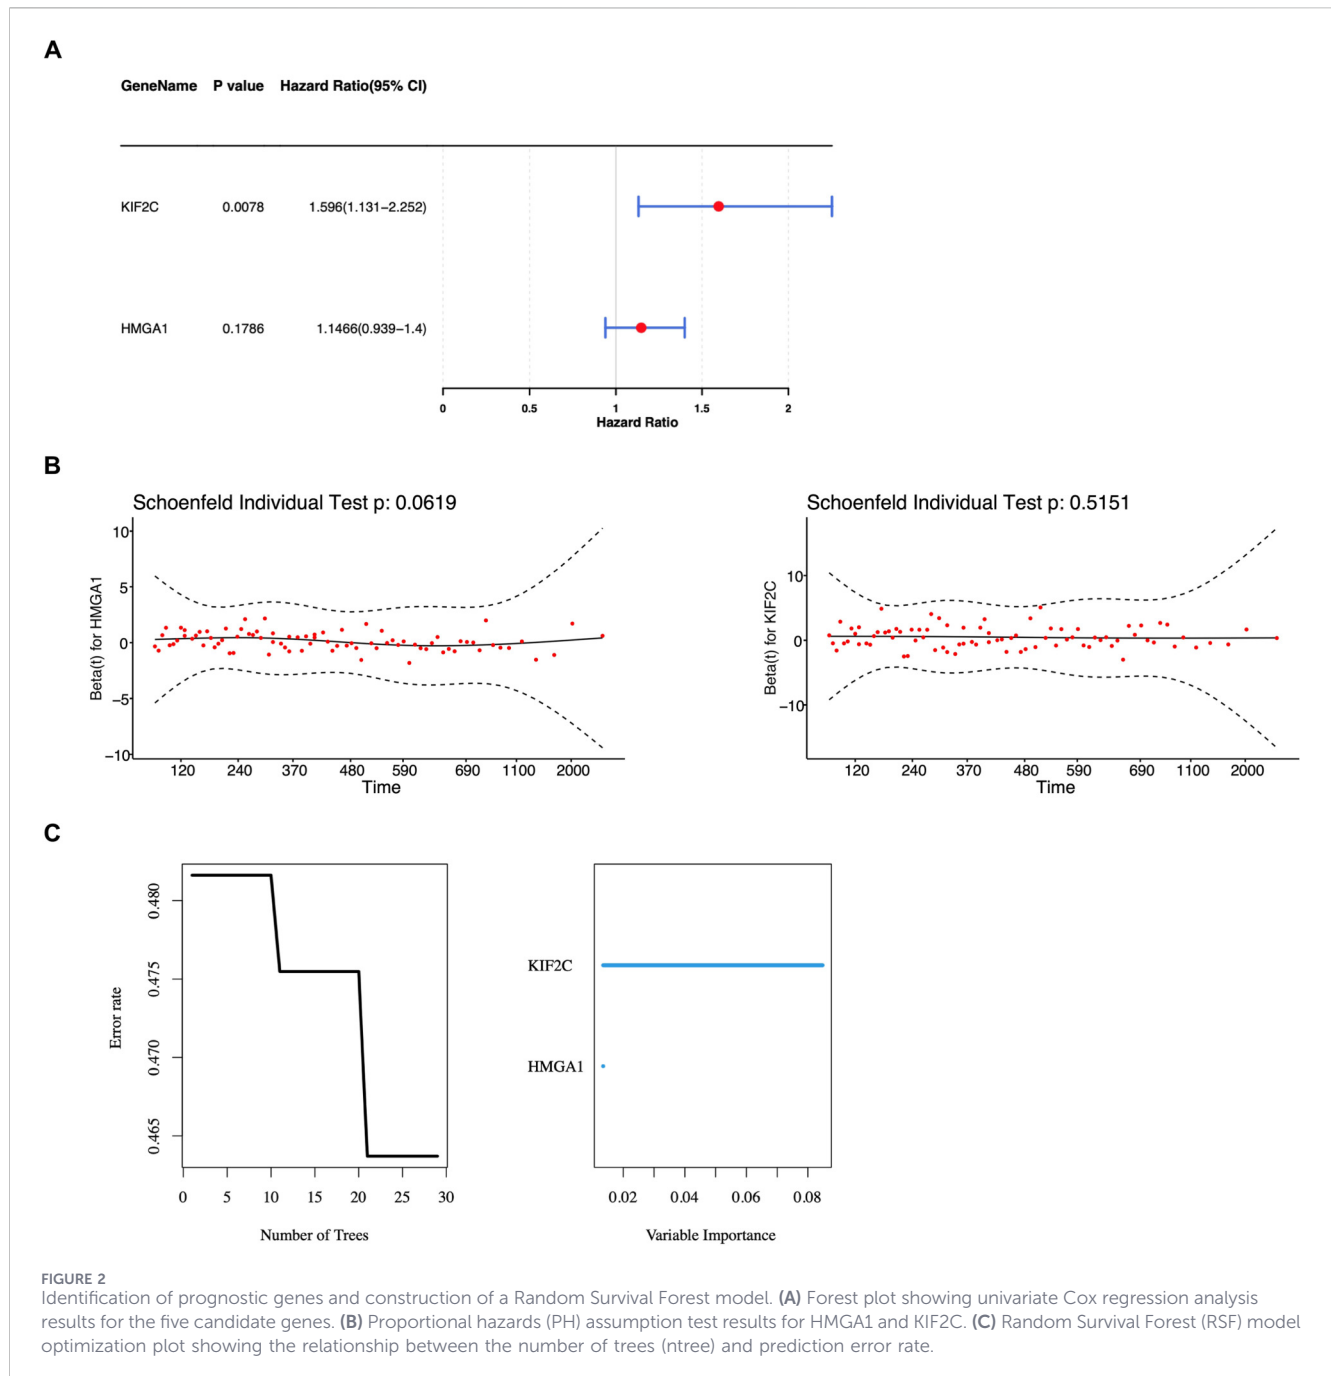 A
GeneName P value Hazard Ratio(95% CI)
KIF2C 0.0078 1.596(1.131−2.252)
HMGA1 0.1786 1.1466(0.939−1.4)
0 0.5 1 1.5 2
Hazard Ratio
B
Schoenfeld Individual Test p: 0.0619
10
5
0
−5
−10
Beta(t) for HMGA1
120 240 370 480 590 690 1100 2000
Time
Schoenfeld Individual Test p: 0.5151
10
0
−10
Beta(t) for KIF2C
120 240 370 480 590 690 1100 2000
Time
C
0.480
0.475
0.470
0.465
Error rate
0 5 10 15 20 25 30
Number of Trees
KIF2C
HMGA1
0.02 0.04 0.06 0.08
Variable Importance
FIGURE 2
Identification of prognostic genes and construction of a Random Survival Forest model. (A) Forest plot showing univariate Cox regression analysis
results for the five candidate genes. (B) Proportional hazards (PH) assumption test results for HMGA1 and KIF2C. (C) Random Survival Forest (RSF) model
optimization plot showing the relationship between the number of trees (ntree) and prediction error rate.